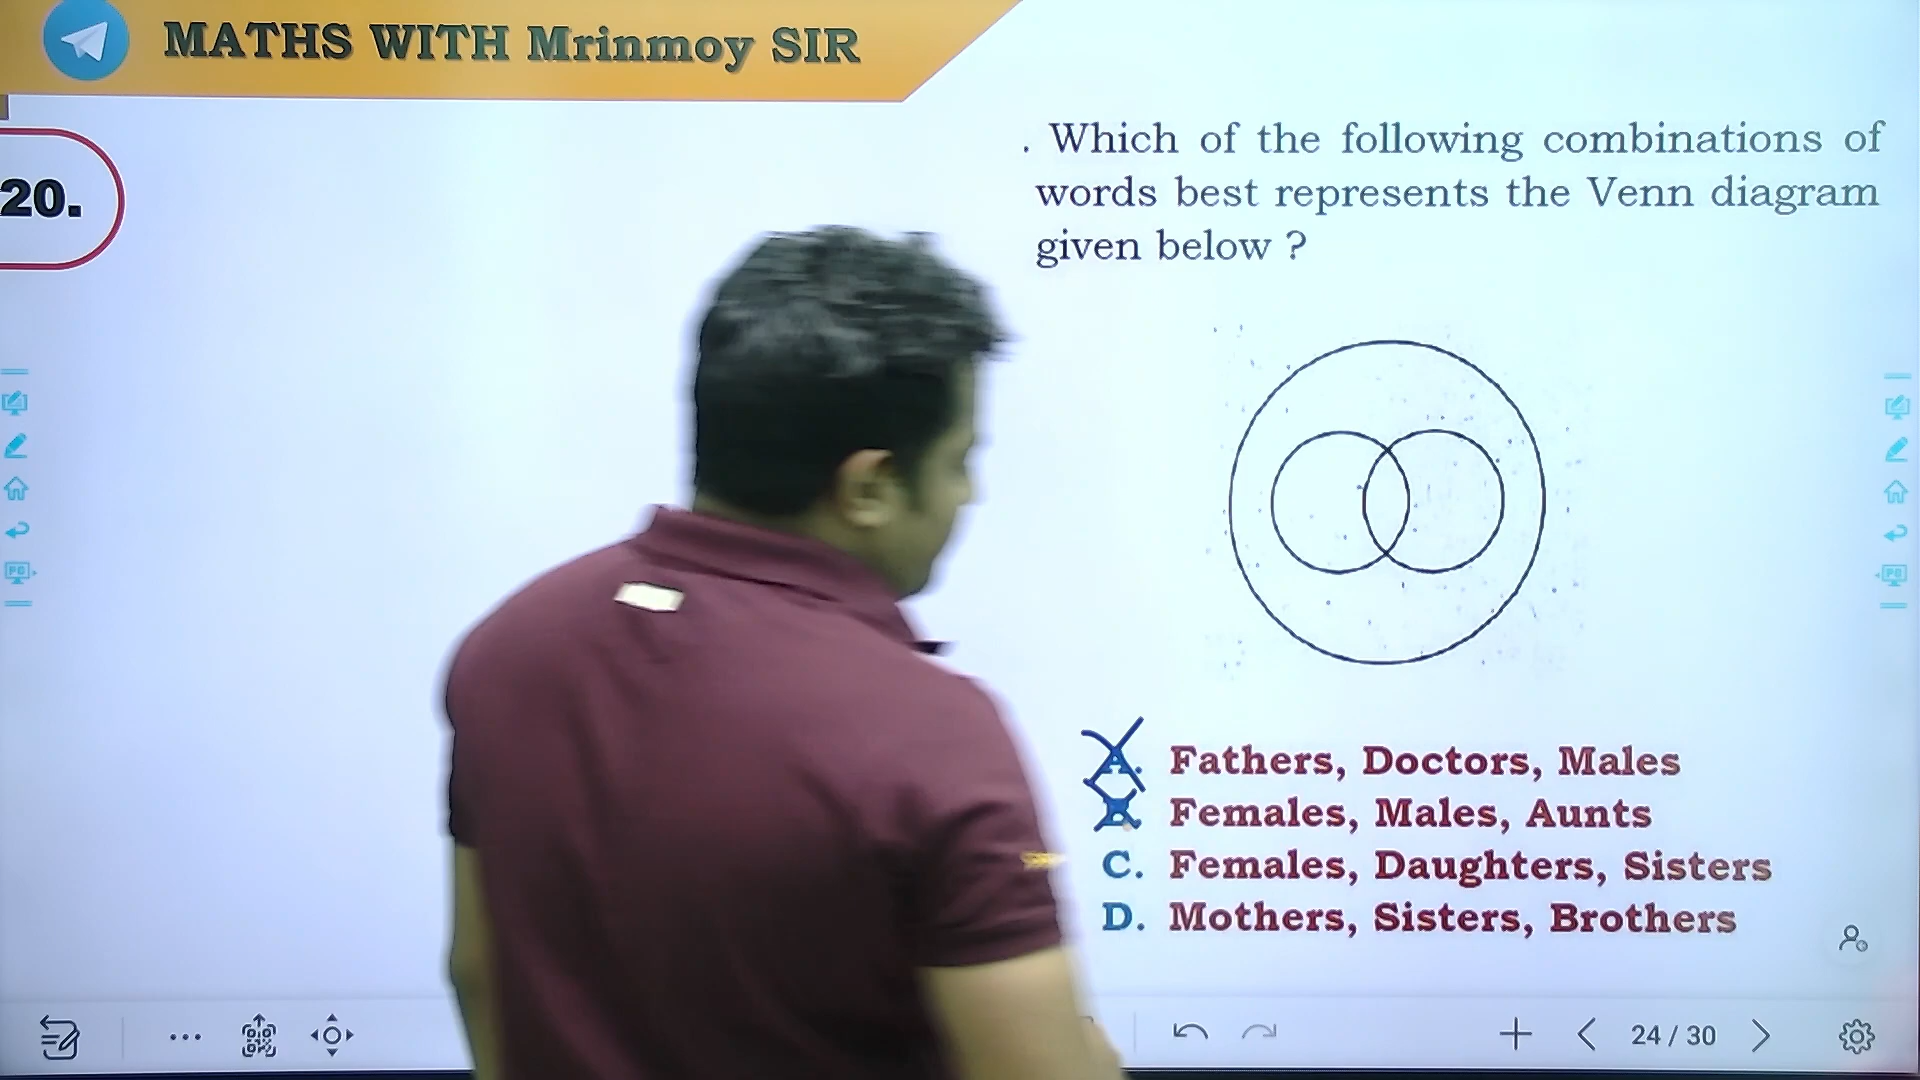 MATHS WITH Mrinmoy SIR
20.
. Which of the following combinations of
words best represents the Venn diagram
given below ?
A. Fathers, Doctors, Males
B. Females, Males, Aunts
C. Females, Daughters, Sisters
D. Mothers, Sisters, Brothers
24 / 30